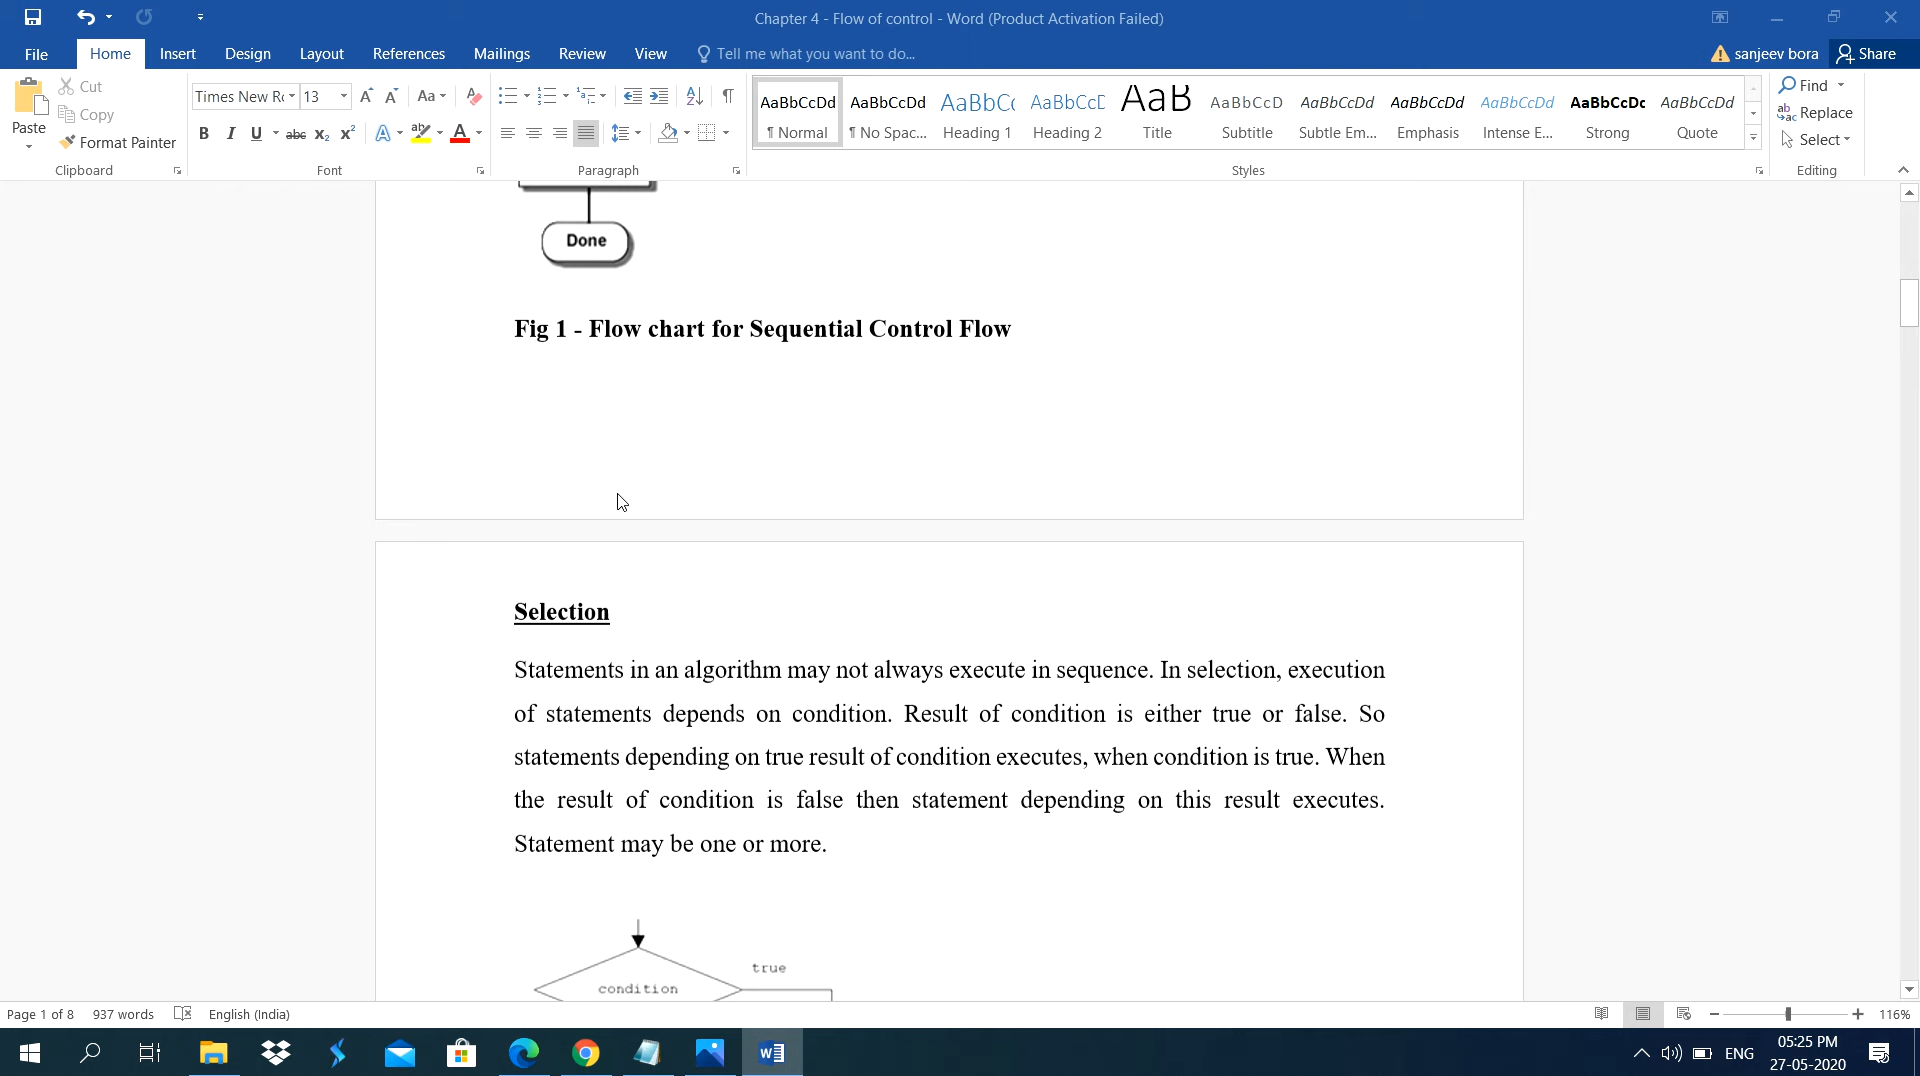 Chapter 4 - Flow of control - Word (Product Activation Failed)
File Home Insert Design Layout References Mailings Review View Tell me what you want to do... sanjeev bora Share
Paste
Cut
Copy
Format Painter
Clipboard
Times New Rc 13
Aa
B I U abc X₂ X² A A
Font
Paragraph
AaBbCcDd AaBbCcDd AaBbCc AaBbCcD AaB AaBbCcD AaBbCcDd AaBbCcDd AaBbCcDd AaBbCcDc AaBbCcDd
¶ Normal ¶ No Spac... Heading 1 Heading 2 Title Subtitle Subtle Em... Emphasis Intense E... Strong Quote
Styles
Find
Replace
Select
Editing
Done
Fig 1 - Flow chart for Sequential Control Flow
Selection
Statements in an algorithm may not always execute in sequence. In selection, execution
of statements depends on condition. Result of condition is either true or false. So
statements depending on true result of condition executes, when condition is true. When
the result of condition is false then statement depending on this result executes.
Statement may be one or more.
true
condition
Page 1 of 8 937 words English (India) 116%
ENG
05:25 PM
27-05-2020